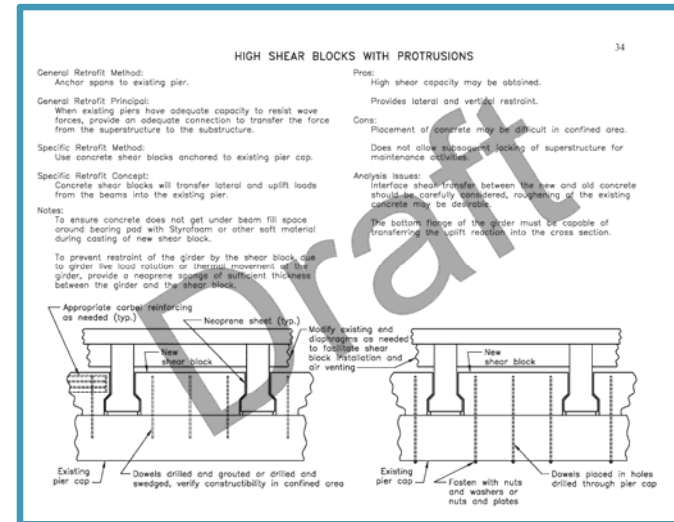 34
HIGH SHEAR BLOCKS WITH PROTRUSIONS
General Retrofit Method:
Anchor spans to existing pier.
General Retrofit Principal:
When existing piers have adequate capacity to resist wave
forces, provide an adequate connection to transfer the force
from the superstructure to the substructure.
Specific Retrofit Method:
Use concrete shear blocks anchored to existing pier cap.
Specific Retrofit Concept:
Concrete shear blocks will transfer lateral and uplift loads
from the beams into the existing pier.
Notes:
To ensure concrete does not get under beam fill space
around bearing pad with Styrofoam or other soft material
during casting of new shear block.
To prevent restraint of the girder by the shear block due
to girder live load rotation or thermal movement of the
girder, provide a neoprene sponge of sufficient thickness
between the girder and the shear block.
Pros:
High shear capacity may be obtained.
Provides lateral and vertical restraint.
Cons:
Placement of concrete may be difficult in confined area.
Does not allow subsequent jacking of superstructure for
maintenance activities.
Analysis Issues:
Interface shear transfer between the new and old concrete
should be carefully considered, roughening of the existing
concrete may be desirable.
The bottom flange of the girder must be capable of
transferring the uplift reaction into the cross section.
Draft
Appropriate corbel reinforcing
as needed (typ.)
Neoprene sheet (typ.)
New
shear block
Modify existing end
diaphragms as needed
to facilitate shear
block installation and
air venting
New
shear block
Existing
pier cap
Dowels drilled and grouted or drilled and
swedged, verify constructibility in confined area
Existing
pier cap
Fasten with nuts
and washers or
nuts and plates
Dowels placed in holes
drilled through pier cap